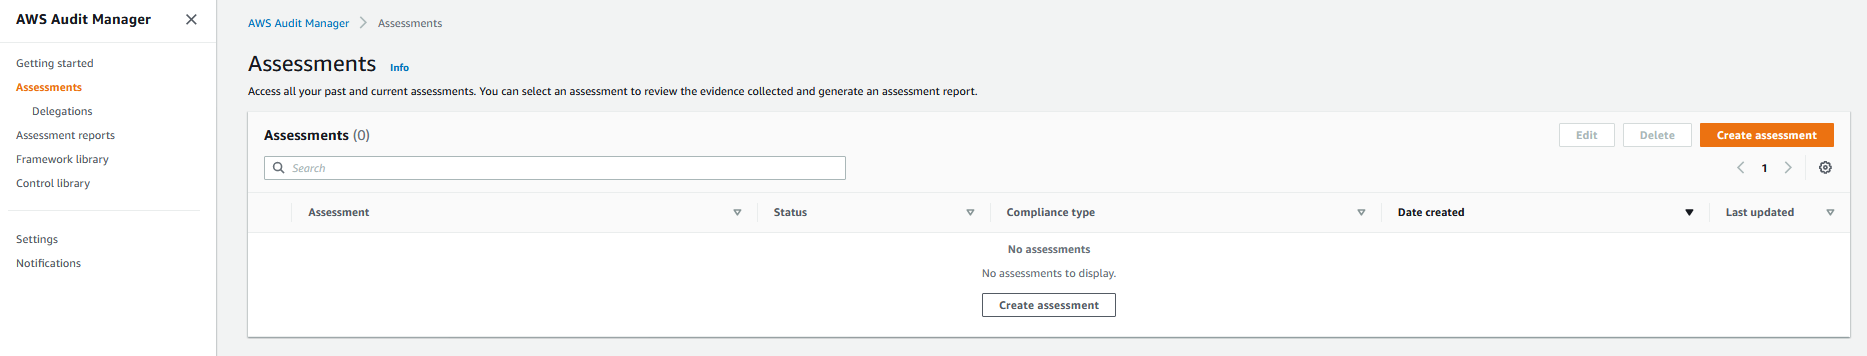 AWS Audit Manager
Getting started
Assessments
Delegations
Assessment reports
Framework library
Control library
Settings
Notifications
AWS Audit Manager > Assessments
Assessments Info
Access all your past and current assessments. You can select an assessment to review the evidence collected and generate an assessment report.
Assessments (0) Edit Delete Create assessment
Search
1
Assessment Status Compliance type Date created Last updated
No assessments
No assessments to display.
Create assessment